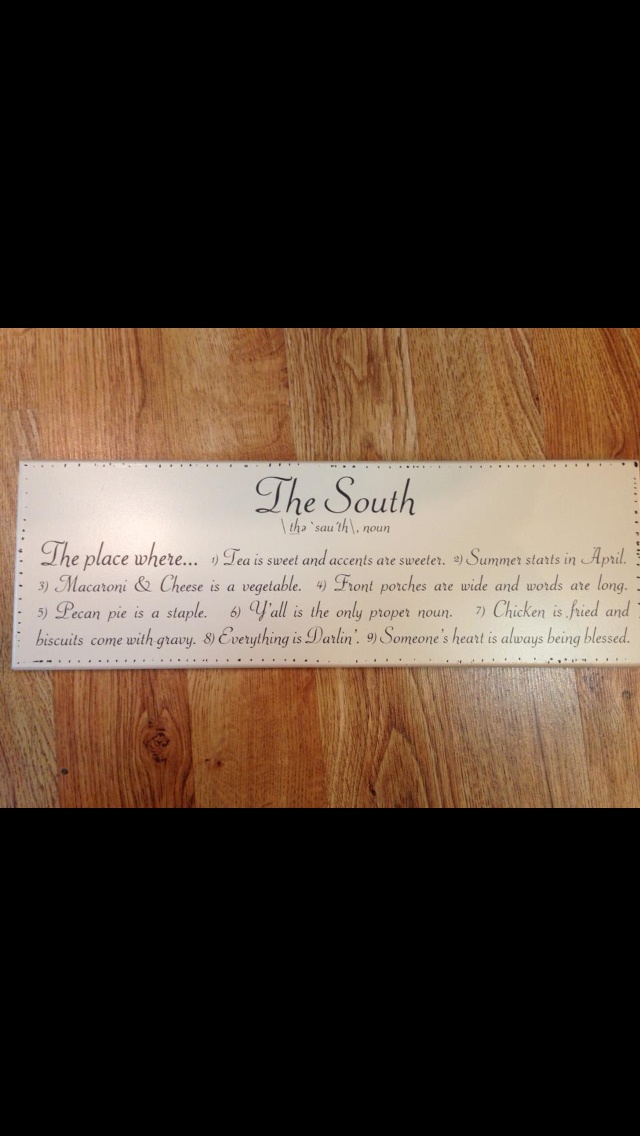 The South
\ thə `sau̇th\, noun
The place where... 1) Tea is sweet and accents are sweeter. 2) Summer starts in April.
3) Macaroni & Cheese is a vegetable. 4) Front porches are wide and words are long.
5) Pecan pie is a staple. 6) Y'all is the only proper noun. 7) Chicken is fried and
biscuits come with gravy. 8) Everything is Darlin'. 9) Someone's heart is always being blessed.